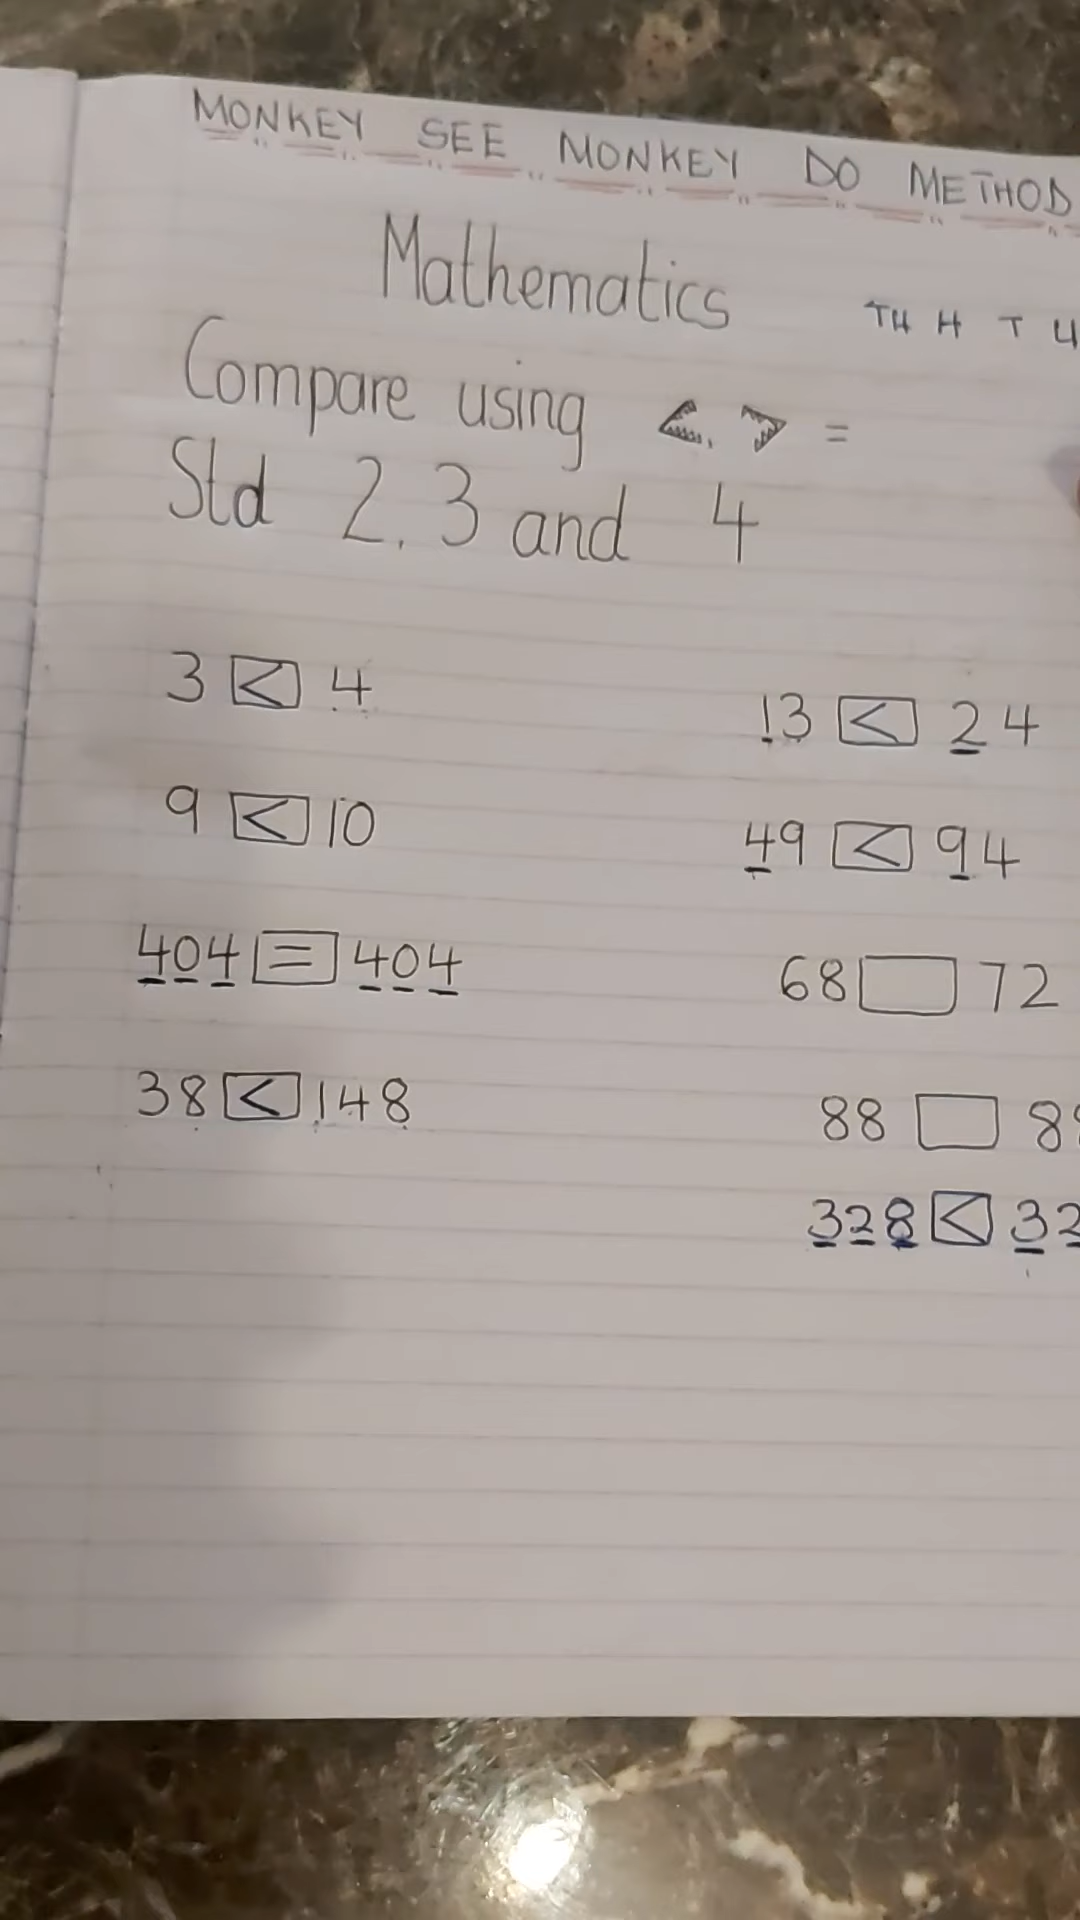 MONKEY SEE MONKEY DO METHOD
Mathematics
TH H T U
Compare using <, > =
Std 2, 3 and 4
3 < 4
13 < 24
9 < 10
49 < 94
404 = 404
68 72
38 < 148
88
328 < 32